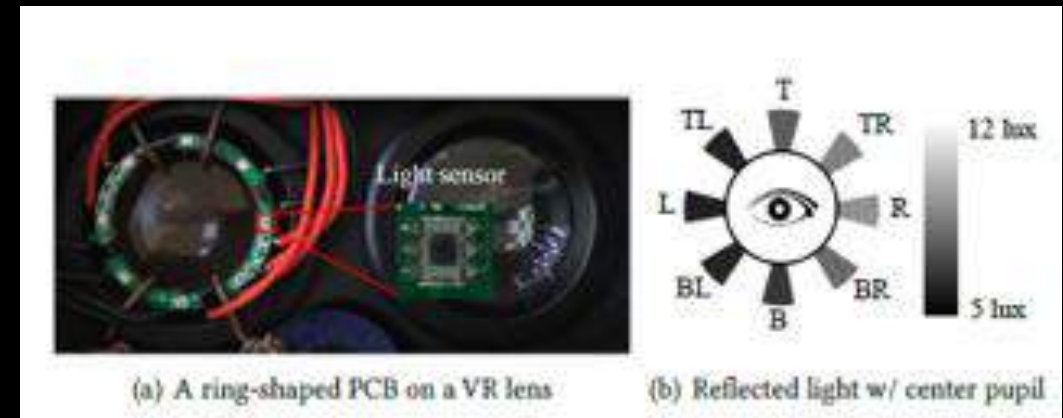 Light sensor
T
TL
TR
L
R
BL
BR
B
12 lux
5 lux
(a) A ring-shaped PCB on a VR lens
(b) Reflected light w/ center pupil